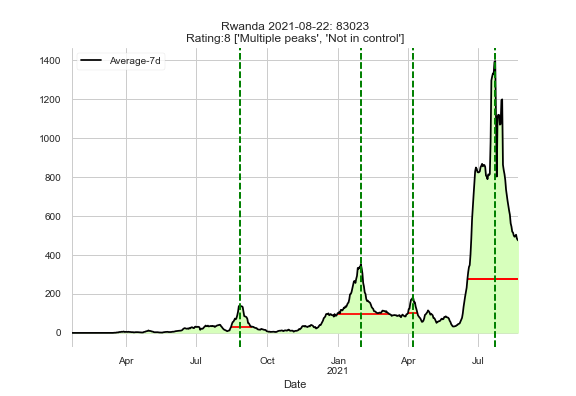 Rwanda 2021-08-22: 83023
Rating:8 ['Multiple peaks', 'Not in control']
Average-7d
1400
1200
1000
800
600
400
200
0
Apr Jul Oct Jan Apr Jul
2021
Date